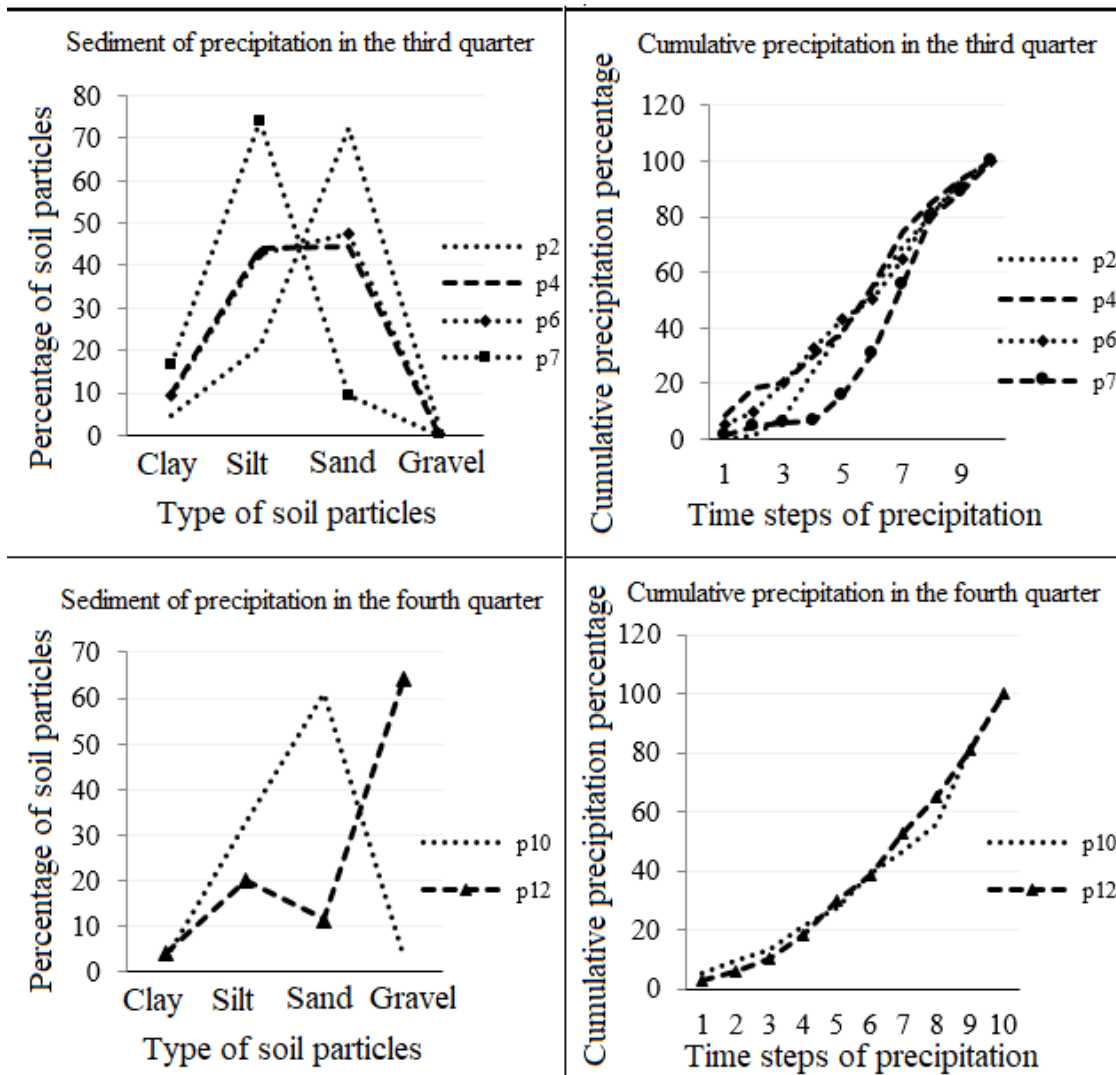 Sediment of precipitation in the third quarter
Percentage of soil particles
80
70
60
50
40
30
20
10
0
Clay Silt Sand Gravel
Type of soil particles
p2
p4
p6
p7
Cumulative precipitation in the third quarter
Cumulative precipitation percentage
120
100
80
60
40
20
0
1 3 5 7 9
Time steps of precipitation
p2
p4
p6
p7
Sediment of precipitation in the fourth quarter
Percentage of soil particles
70
60
50
40
30
20
10
0
Clay Silt Sand Gravel
Type of soil particles
p10
p12
Cumulative precipitation in the fourth quarter
Cumulative precipitation percentage
120
100
80
60
40
20
0
1 2 3 4 5 6 7 8 9 10
Time steps of precipitation
p10
p12